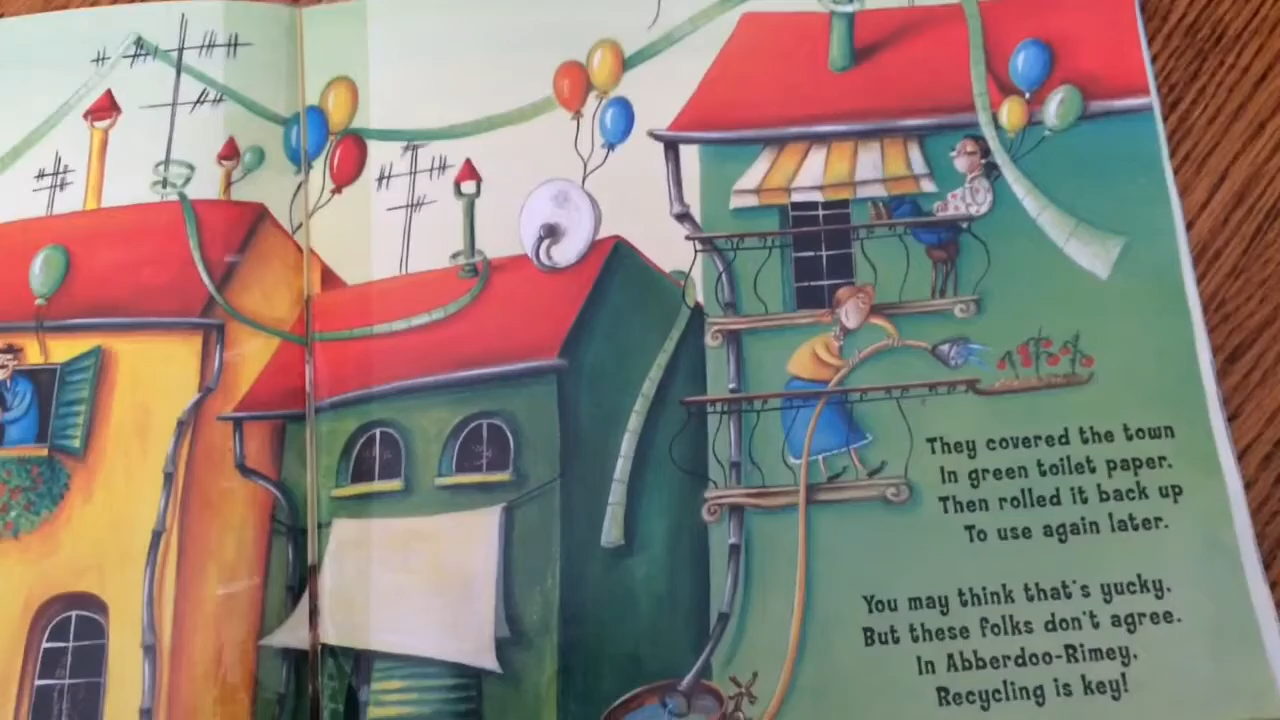 They covered the town
In green toilet paper.
Then rolled it back up
To use again later.
You may think that's yucky.
But these folks don't agree.
In Abberdoo-Rimey,
Recycling is key!